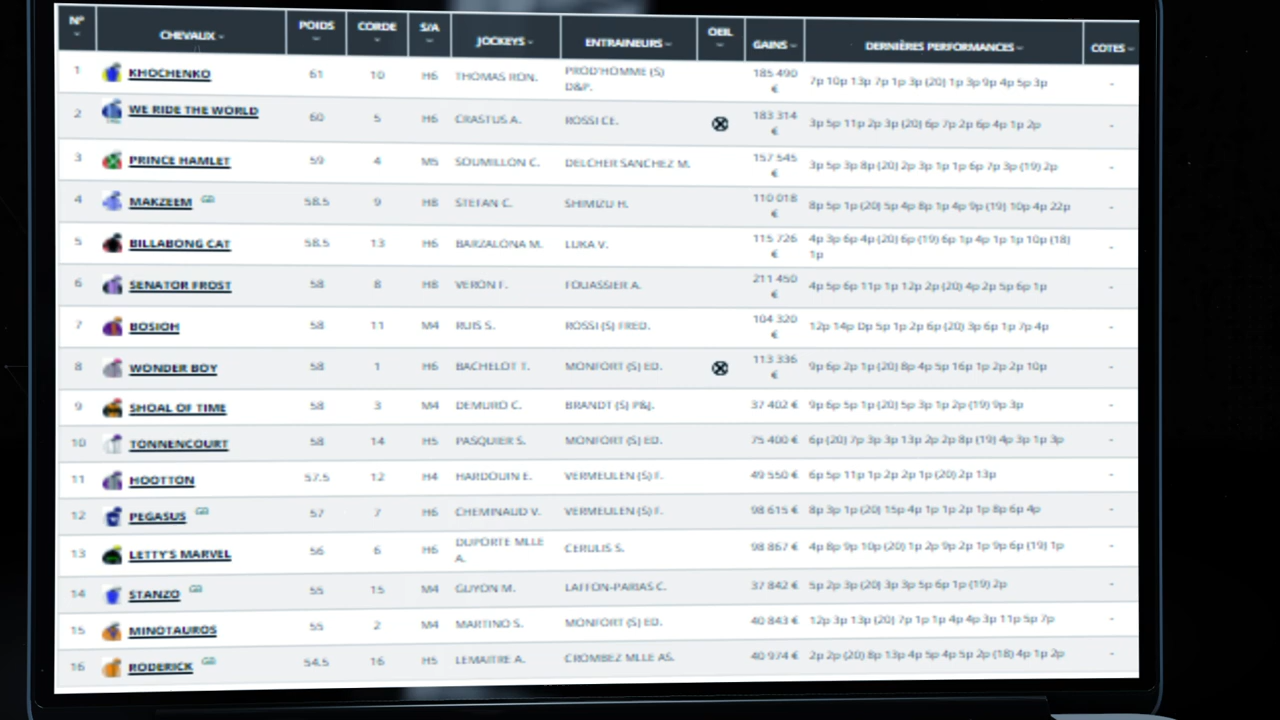 N° CHEVAUX POIDS CORDE S/A JOCKEYS ENTRAINEURS OEIL GAINS DERNIÈRES PERFORMANCES COTES
1 KHOCHENKO 61 10 H6 THOMAS RON. PROD'HOMME (S) D&P. 185 490 € 7p 10p 13p 7p 1p 3p (20) 1p 3p 9p 4p 5p 3p -
2 WE RIDE THE WORLD 60 5 H6 CRASTUS A. ROSSI CE. 183 314 € 3p 5p 11p 2p 3p (20) 6p 7p 2p 6p 4p 1p 2p -
3 PRINCE HAMLET 59 4 M5 SOUMILLON C. DELCHER SANCHEZ M. 157 545 € 3p 5p 3p 8p (20) 2p 3p 1p 1p 6p 7p 3p (19) 2p -
4 MAKZEEM GB 58.5 9 H8 STEFAN C. SHIMIZU H. 110 018 € 8p 5p 1p (20) 5p 4p 8p 1p 4p 9p (19) 10p 4p 22p -
5 BILLABONG CAT 58.5 13 H6 BARZALONA M. LUKA V. 115 726 € 4p 3p 6p 4p (20) 6p (19) 6p 1p 4p 1p 1p 10p (18) 1p -
6 SENATOR FROST 58 8 H8 VERON F. FOUASSIER A. 211 450 € 4p 5p 6p 11p 1p 12p 2p (20) 4p 2p 5p 6p 1p -
7 BOSIOH 58 11 M4 RUIS S. ROSSI (S) FRED. 104 320 € 12p 14p Dp 5p 1p 2p 6p (20) 3p 6p 1p 7p 4p -
8 WONDER BOY 58 1 H6 BACHELOT T. MONFORT (S) ED. 113 336 € 9p 6p 2p 1p (20) 8p 4p 5p 16p 1p 2p 2p 10p -
9 SHOAL OF TIME 58 3 M4 DEMURO C. BRANDT (S) P&J. 37 402 € 9p 6p 5p 1p (20) 5p 3p 1p 2p (19) 9p 3p -
10 TONNENCOURT 58 14 H5 PASQUIER S. MONFORT (S) ED. 75 400 € 6p (20) 7p 3p 3p 13p 2p 2p 8p (19) 4p 3p 1p 3p -
11 HOOTTON 57.5 12 H4 HARDOUIN E. VERMEULEN (S) F. 49 550 € 6p 5p 11p 1p 2p 2p 1p (20) 2p 13p -
12 PEGASUS GB 57 7 H6 CHEMINAUD V. VERMEULEN (S) F. 98 615 € 8p 3p 1p (20) 15p 4p 1p 1p 2p 1p 8p 6p 4p -
13 LETTY'S MARVEL 56 6 H6 DUPORTE MLLE A. CERULIS S. 98 867 € 4p 8p 9p 10p (20) 1p 2p 9p 2p 1p 9p 6p (19) 1p -
14 STANZO GB 55 15 M4 GUYON M. LAFFON-PARIAS C. 37 842 € 5p 2p 3p (20) 3p 3p 5p 6p 1p (19) 2p -
15 MINOTAUROS 55 2 M4 MARTINO S. MONFORT (S) ED. 40 843 € 12p 3p 13p (20) 7p 1p 1p 4p 4p 3p 11p 5p 7p -
16 RODERICK GB 54.5 16 H5 LEMAITRE A. CROMBEZ MLLE AS. 40 974 € 2p 2p (20) 8p 13p 4p 5p 4p 5p 2p (18) 4p 1p 2p -